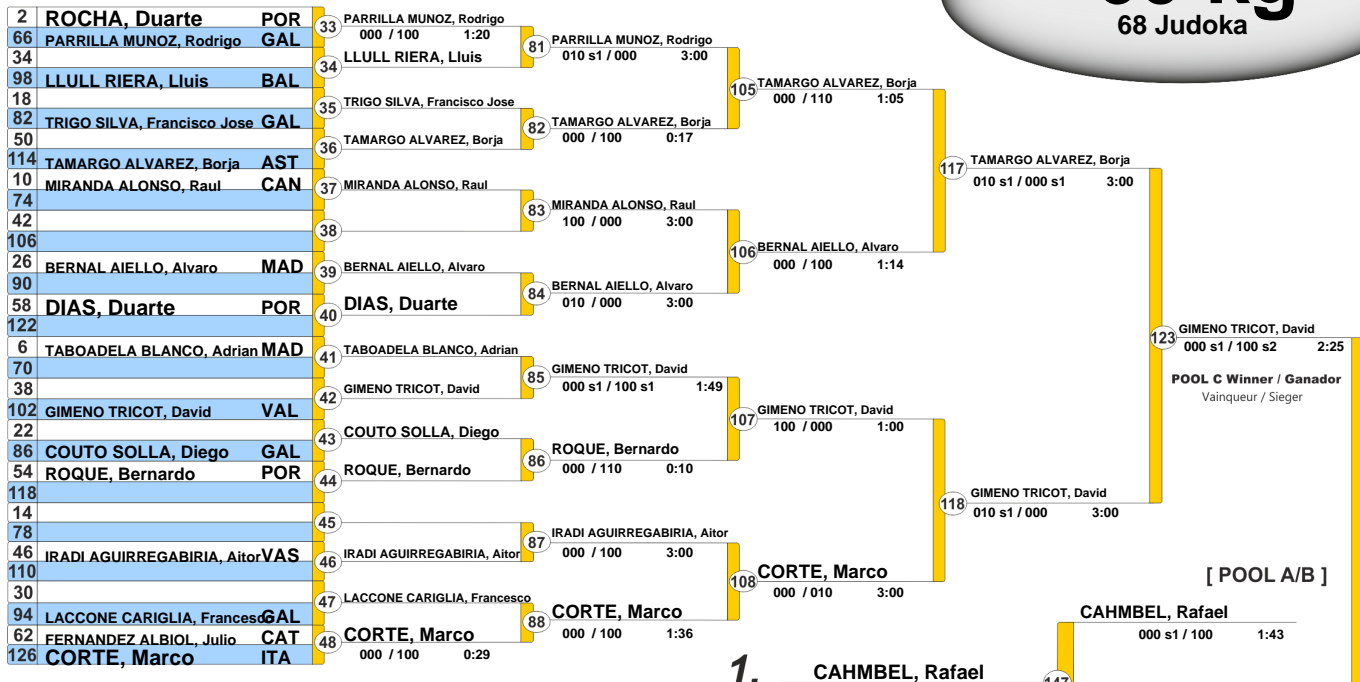 68 Judoka
2 ROCHA, Duarte POR
66 PARRILLA MUNOZ, Rodrigo GAL
34
98 LLULL RIERA, Lluis BAL
18
82 TRIGO SILVA, Francisco Jose GAL
50
114 TAMARGO ALVAREZ, Borja AST
10 MIRANDA ALONSO, Raul CAN
74
42
106
26 BERNAL AIELLO, Alvaro MAD
90
58 DIAS, Duarte POR
122
6 TABOADELA BLANCO, Adrian MAD
70
38
102 GIMENO TRICOT, David VAL
22
86 COUTO SOLLA, Diego GAL
54 ROQUE, Bernardo POR
118
14
78
46 IRADI AGUIRREGABIRIA, Aitor VAS
110
30
94 LACCONE CARIGLIA, Francesco GAL
62 FERNANDEZ ALBIOL, Julio CAT
126 CORTE, Marco ITA
33 PARRILLA MUNOZ, Rodrigo
000 / 100 1:20
34 LLULL RIERA, Lluis
35 TRIGO SILVA, Francisco Jose
36 TAMARGO ALVAREZ, Borja
37 MIRANDA ALONSO, Raul
38
39 BERNAL AIELLO, Alvaro
40 DIAS, Duarte
41 TABOADELA BLANCO, Adrian
42 GIMENO TRICOT, David
43 COUTO SOLLA, Diego
44 ROQUE, Bernardo
45
46 IRADI AGUIRREGABIRIA, Aitor
47 LACCONE CARIGLIA, Francesco
48 CORTE, Marco
000 / 100 0:29
81 PARRILLA MUNOZ, Rodrigo
010 s1 / 000 3:00
82 TAMARGO ALVAREZ, Borja
000 / 100 0:17
83 MIRANDA ALONSO, Raul
100 / 000 3:00
84 BERNAL AIELLO, Alvaro
010 / 000 3:00
85 GIMENO TRICOT, David
000 s1 / 100 s1 1:49
86 ROQUE, Bernardo
000 / 110 0:10
87 IRADI AGUIRREGABIRIA, Aitor
000 / 100 3:00
88 CORTE, Marco
000 / 100 1:36
105 TAMARGO ALVAREZ, Borja
000 / 110 1:05
106 BERNAL AIELLO, Alvaro
000 / 100 1:14
107 GIMENO TRICOT, David
100 / 000 1:00
108 CORTE, Marco
000 / 010 3:00
117 TAMARGO ALVAREZ, Borja
010 s1 / 000 s1 3:00
118 GIMENO TRICOT, David
010 s1 / 000 3:00
123 GIMENO TRICOT, David
000 s1 / 100 s2 2:25
POOL C Winner / Ganador
Vainqueur / Sieger
[ POOL A/B ]
CAHMBEL, Rafael
000 s1 / 100 1:43
1. CAHMBEL, Rafael
147